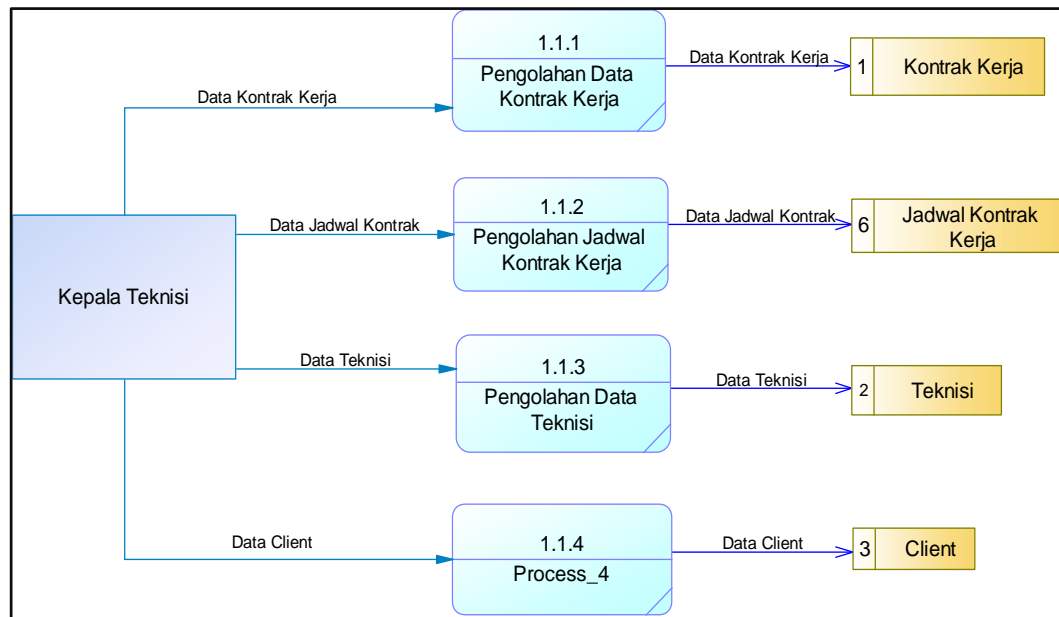 1.1.1
Pengolahan Data
Kontrak Kerja
Data Kontrak Kerja
1
Kontrak Kerja
Data Kontrak Kerja
Kepala Teknisi
Data Jadwal Kontrak
1.1.2
Pengolahan Jadwal
Kontrak Kerja
Data Jadwal Kontrak
6
Jadwal Kontrak
Kerja
Data Teknisi
1.1.3
Pengolahan Data
Teknisi
Data Teknisi
2
Teknisi
Data Client
1.1.4
Process_4
Data Client
3
Client